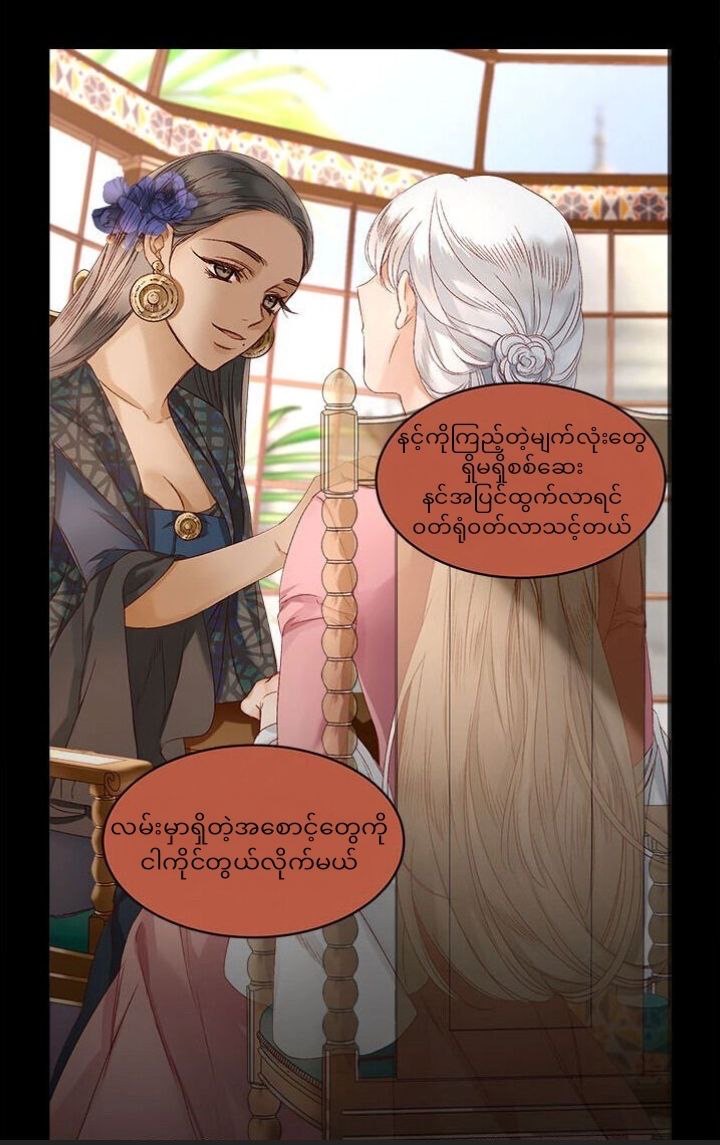 နင့်ကိုကြည့်တဲ့မျက်လုံးတွေ
ရှိမရှိစစ်ဆေး
နင်အပြင်ထွက်လာရင်
ဝတ်ရုံဝတ်လာသင့်တယ်
လမ်းမှာရှိတဲ့အစောင့်တွေကို
ငါကိုင်တွယ်လိုက်မယ်